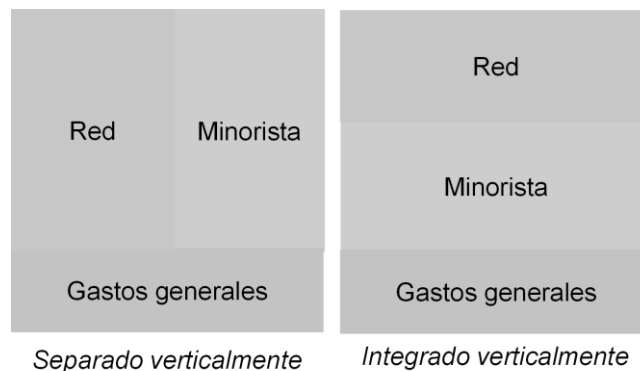 Red
Minorista
Gastos generales
Separado verticalmente
Red
Minorista
Gastos generales
Integrado verticalmente